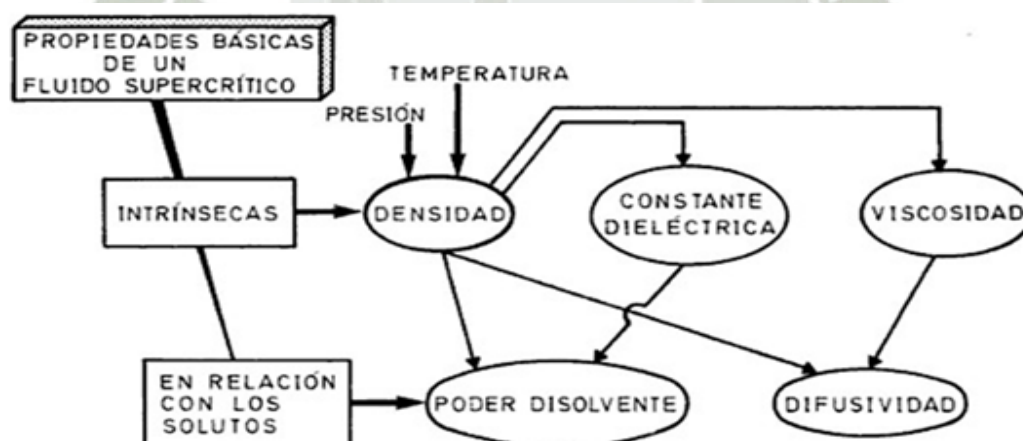 PROPIEDADES BÁSICAS
DE UN
FLUIDO SUPERCRÍTICO
TEMPERATURA
PRESIÓN
INTRÍNSECAS
DENSIDAD
CONSTANTE
DIELÉCTRICA
VISCOSIDAD
EN RELACIÓN
CON LOS
SOLUTOS
PODER DISOLVENTE
DIFUSIVIDAD